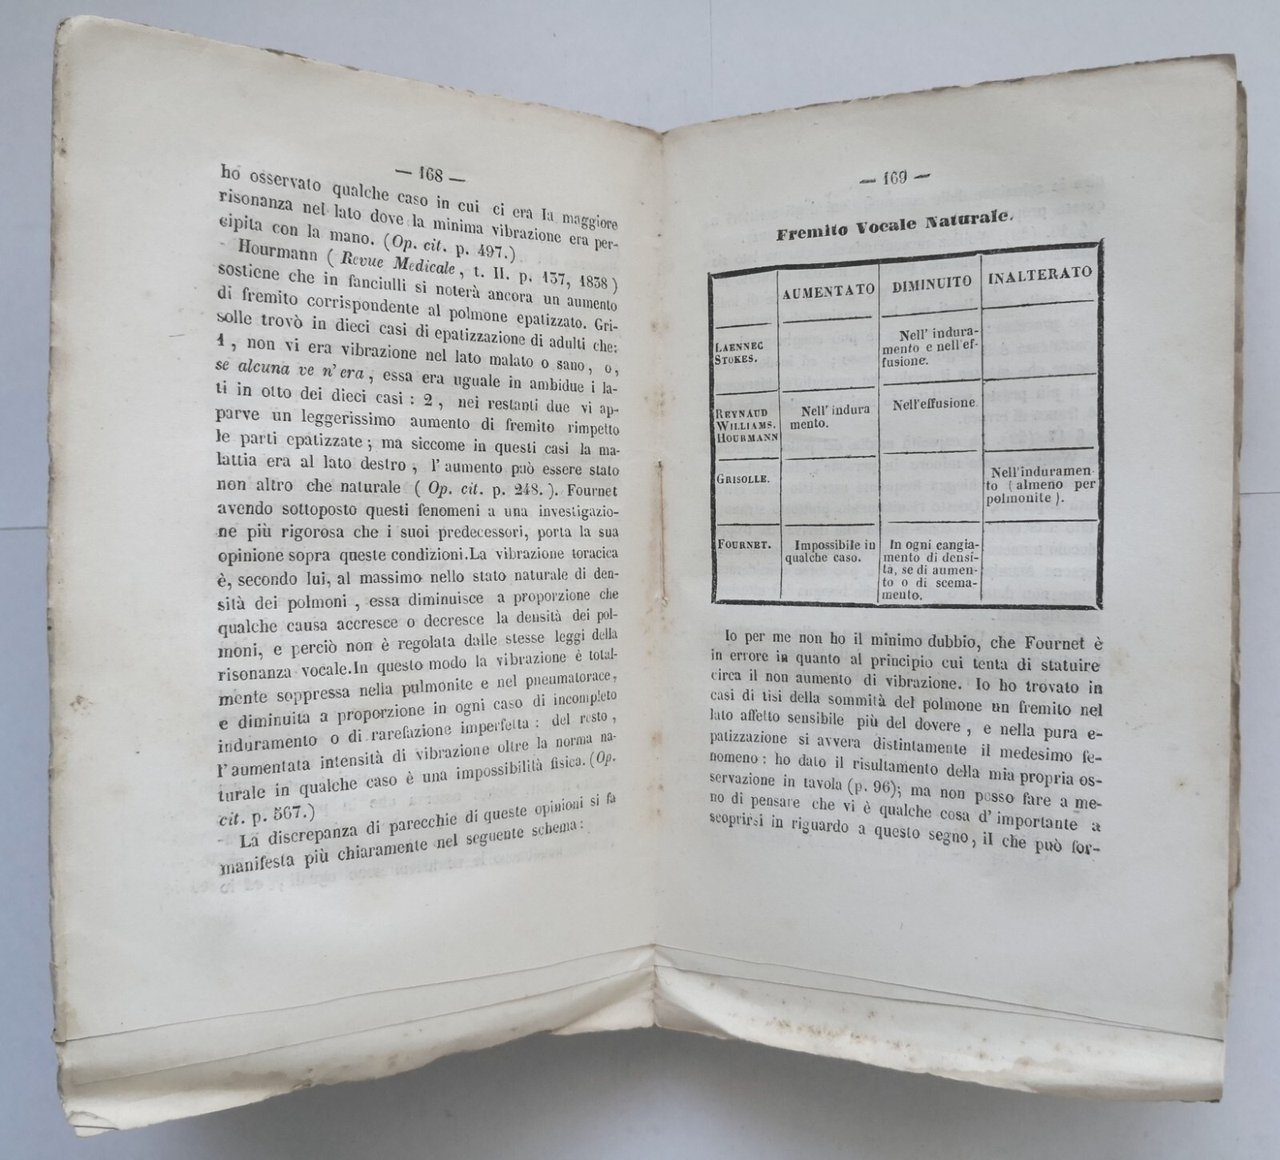 — 168 —
ho osservato qualche caso in cui ci era la maggiore
risonanza nel lato dove la minima vibrazione era per-
cipita con la mano. (Op. cit. p. 497.)
Hourmann ( Revue Medicale, t. II. p. 137, 1838 )
sostiene che in fanciulli si noterà ancora un aumento
di fremito corrispondente al polmone epatizzato. Gri-
solle trovò in dieci casi di epatizzazione di adulti che:
1, non vi era vibrazione nel lato malato o sano, o,
se alcuna ve n'era, essa era uguale in ambidue i la-
ti in otto dei dieci casi : 2, nei restanti due vi ap-
parve un leggerissimo aumento di fremito rimpetto
le parti epatizzate; ma siccome in questi casi la ma-
lattia era al lato destro, l'aumento può essere stato
non altro che naturale ( Op. cit. p. 248. ). Fournet
avendo sottoposto questi fenomeni a una investigazio-
ne più rigorosa che i suoi predecessori, porta la sua
opinione sopra queste condizioni.La vibrazione toracica
è, secondo lui, al massimo nello stato naturale di den-
sità dei polmoni, essa diminuisce a proporzione che
qualche causa accresce o decresce la densità dei pol-
moni, e perciò non è regolata dalle stesse leggi della
risonanza vocale.In questo modo la vibrazione è total-
mente soppressa nella pulmonite e nel pneumatorace,
e diminuita a proporzione in ogni caso di incompleto
induramento o di rarefazione imperfetta : del resto,
l'aumentata intensità di vibrazione oltre la norma na-
turale in qualche caso è una impossibilità fisica. (Op.
cit. p. 567.)
La discrepanza di parecchie di queste opinioni si fa
manifesta più chiaramente nel seguente schema:
— 169 —
Fremito Vocale Naturale.
AUMENTATO DIMINUITO INALTERATO
LAENNEC
STOKES.
Nell' indura-
mento e nell'ef-
fusione.
REYNAUD
WILLIAMS.
HOURMANN
Nell' indura
mento.
Nell'effusione
GRISOLLE.
Nell'induramen-
to (almeno per
polmonite).
FOURNET.
Impossibile in
qualche caso.
In ogni cangia-
mento di densi-
ta, se di aumen-
to o di scema-
mento.
Io per me non ho il minimo dubbio, che Fournet è
in errore in quanto al principio cui tenta di statuire
circa il non aumento di vibrazione. Io ho trovato in
casi di tisi della sommità del polmone un fremito nel
lato affetto sensibile più del dovere, e nella pura e-
patizzazione si avvera distintamente il medesimo fe-
nomeno : ho dato il risultamento della mia propria os-
servazione in tavola (p. 96); ma non posso fare a me-
no di pensare che vi è qualche cosa d'importante a
scoprirsi in riguardo a questo segno, il che può for-